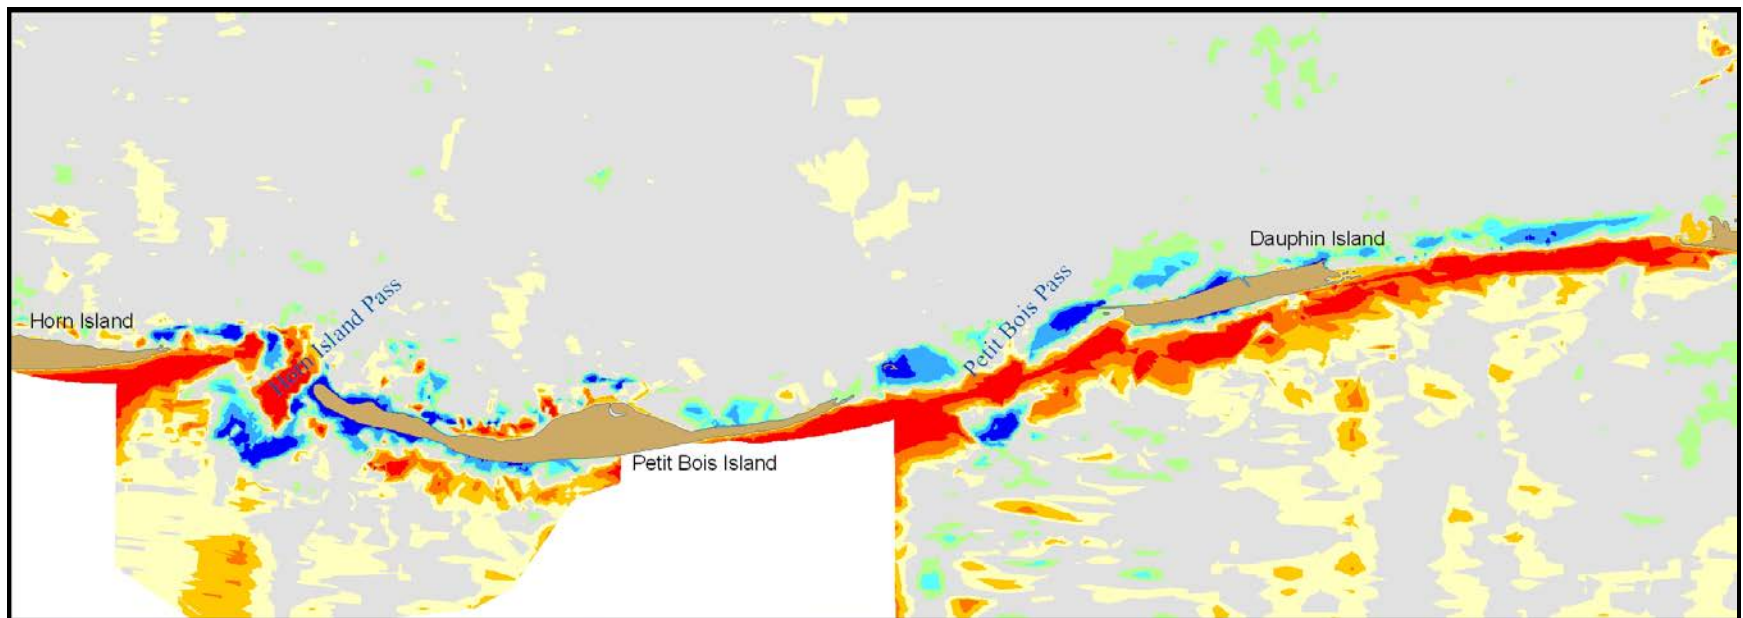 Dauphin Island
Petit Bois Pass
Horn Island Pass
Horn Island
Petit Bois Island